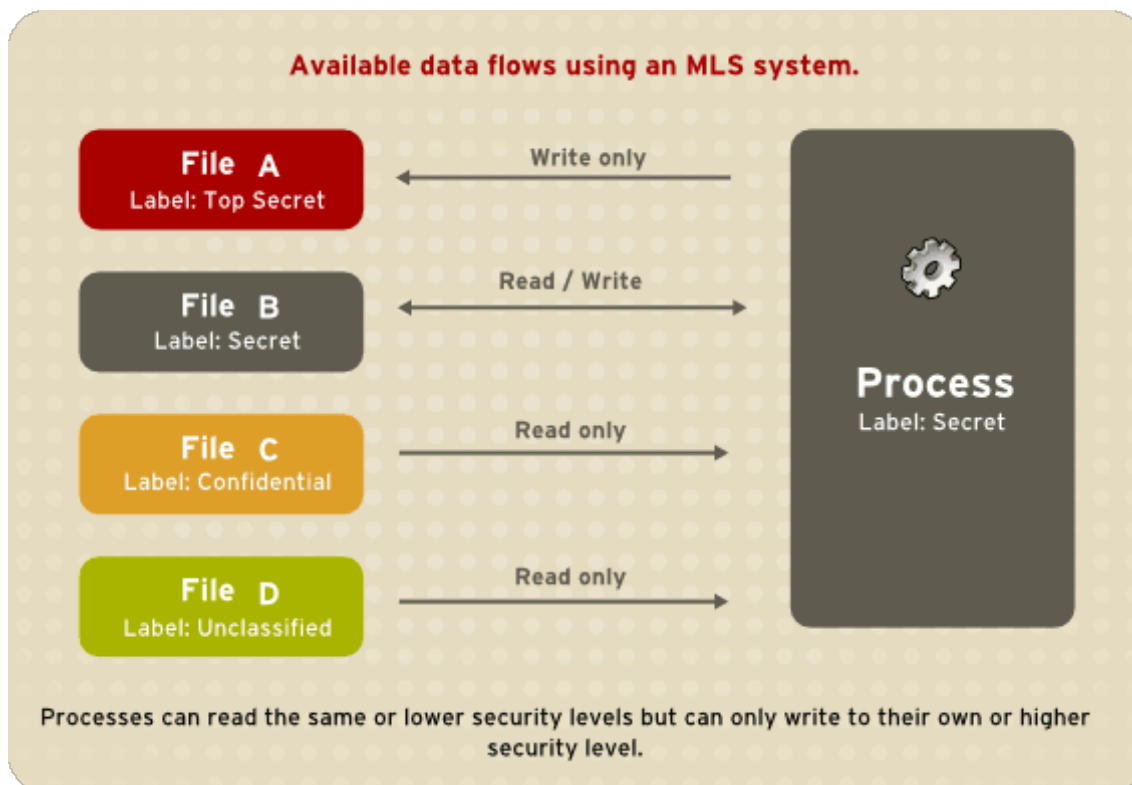 Available data flows using an MLS system.
File A
Label: Top Secret
Write only
File B
Label: Secret
Read / Write
File C
Label: Confidential
Read only
File D
Label: Unclassified
Read only
Process
Label: Secret
Processes can read the same or lower security levels but can only write to their own or higher
security level.